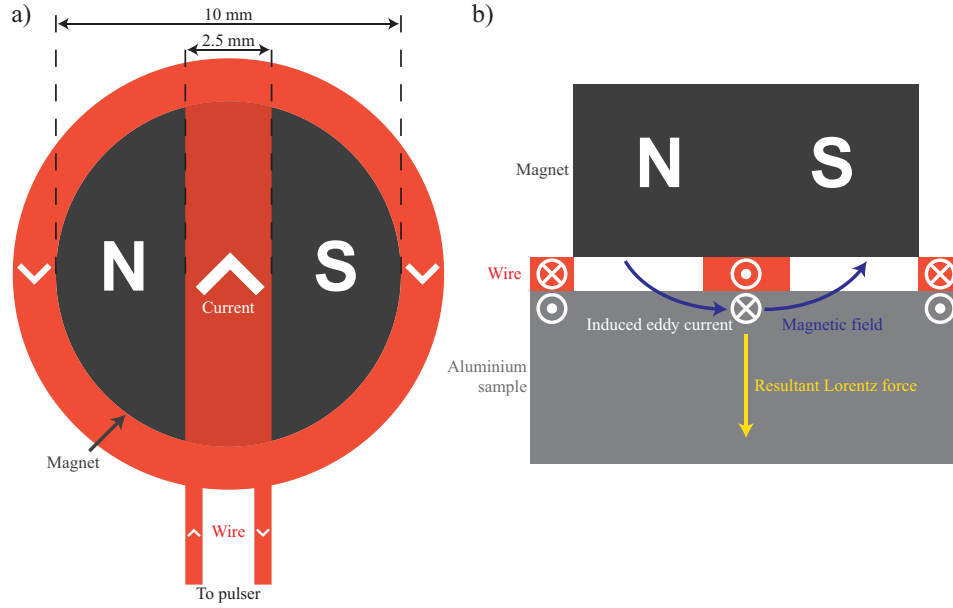 a)
10 mm
2.5 mm
N
S
Current
Magnet
Wire
To pulser
b)
Magnet
N
S
Wire
Induced eddy current
Magnetic field
Aluminium
sample
Resultant Lorentz force